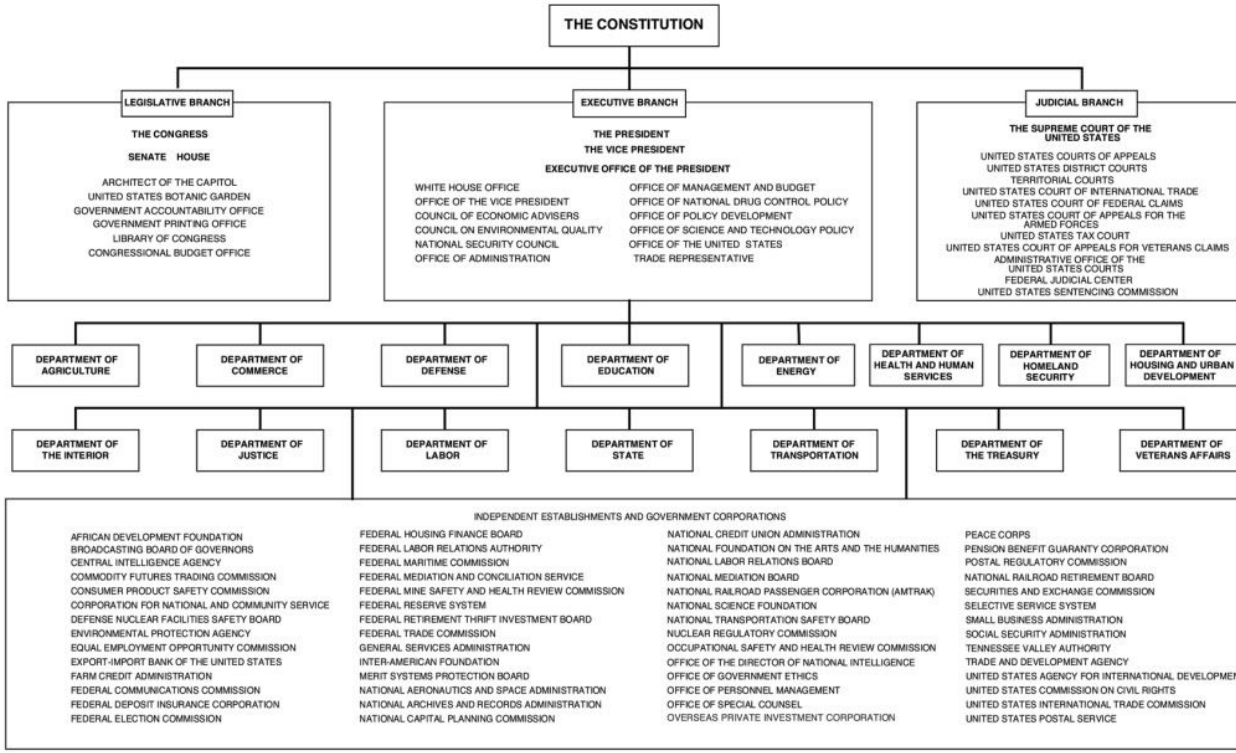 THE CONSTITUTION
LEGISLATIVE BRANCH
THE CONGRESS
SENATE HOUSE
ARCHITECT OF THE CAPITOL
UNITED STATES BOTANIC GARDEN
GOVERNMENT ACCOUNTABILITY OFFICE
GOVERNMENT PRINTING OFFICE
LIBRARY OF CONGRESS
CONGRESSIONAL BUDGET OFFICE
EXECUTIVE BRANCH
THE PRESIDENT
THE VICE PRESIDENT
EXECUTIVE OFFICE OF THE PRESIDENT
WHITE HOUSE OFFICE
OFFICE OF THE VICE PRESIDENT
COUNCIL OF ECONOMIC ADVISERS
COUNCIL ON ENVIRONMENTAL QUALITY
NATIONAL SECURITY COUNCIL
OFFICE OF ADMINISTRATION
OFFICE OF MANAGEMENT AND BUDGET
OFFICE OF NATIONAL DRUG CONTROL POLICY
OFFICE OF POLICY DEVELOPMENT
OFFICE OF SCIENCE AND TECHNOLOGY POLICY
OFFICE OF THE UNITED STATES
TRADE REPRESENTATIVE
JUDICIAL BRANCH
THE SUPREME COURT OF THE
UNITED STATES
UNITED STATES COURTS OF APPEALS
UNITED STATES DISTRICT COURTS
TERRITORIAL COURTS
UNITED STATES COURT OF INTERNATIONAL TRADE
UNITED STATES COURT OF FEDERAL CLAIMS
UNITED STATES COURT OF APPEALS FOR THE
ARMED FORCES
UNITED STATES TAX COURT
UNITED STATES COURT OF APPEALS FOR VETERANS CLAIMS
ADMINISTRATIVE OFFICE OF THE
UNITED STATES COURTS
FEDERAL JUDICIAL CENTER
UNITED STATES SENTENCING COMMISSION
DEPARTMENT OF
AGRICULTURE
DEPARTMENT OF
COMMERCE
DEPARTMENT OF
DEFENSE
DEPARTMENT OF
EDUCATION
DEPARTMENT OF
ENERGY
DEPARTMENT OF
HEALTH AND HUMAN
SERVICES
DEPARTMENT OF
HOMELAND
SECURITY
DEPARTMENT OF
HOUSING AND URBAN
DEVELOPMENT
DEPARTMENT OF
THE INTERIOR
DEPARTMENT OF
JUSTICE
DEPARTMENT OF
LABOR
DEPARTMENT OF
STATE
DEPARTMENT OF
TRANSPORTATION
DEPARTMENT OF
THE TREASURY
DEPARTMENT OF
VETERANS AFFAIRS
INDEPENDENT ESTABLISHMENTS AND GOVERNMENT CORPORATIONS
AFRICAN DEVELOPMENT FOUNDATION
BROADCASTING BOARD OF GOVERNORS
CENTRAL INTELLIGENCE AGENCY
COMMODITY FUTURES TRADING COMMISSION
CONSUMER PRODUCT SAFETY COMMISSION
CORPORATION FOR NATIONAL AND COMMUNITY SERVICE
DEFENSE NUCLEAR FACILITIES SAFETY BOARD
ENVIRONMENTAL PROTECTION AGENCY
EQUAL EMPLOYMENT OPPORTUNITY COMMISSION
EXPORT-IMPORT BANK OF THE UNITED STATES
FARM CREDIT ADMINISTRATION
FEDERAL COMMUNICATIONS COMMISSION
FEDERAL DEPOSIT INSURANCE CORPORATION
FEDERAL ELECTION COMMISSION
FEDERAL HOUSING FINANCE BOARD
FEDERAL LABOR RELATIONS AUTHORITY
FEDERAL MARITIME COMMISSION
FEDERAL MEDIATION AND CONCILIATION SERVICE
FEDERAL MINE SAFETY AND HEALTH REVIEW COMMISSION
FEDERAL RESERVE SYSTEM
FEDERAL RETIREMENT THRIFT INVESTMENT BOARD
FEDERAL TRADE COMMISSION
GENERAL SERVICES ADMINISTRATION
INTER-AMERICAN FOUNDATION
MERIT SYSTEMS PROTECTION BOARD
NATIONAL AERONAUTICS AND SPACE ADMINISTRATION
NATIONAL ARCHIVES AND RECORDS ADMINISTRATION
NATIONAL CAPITAL PLANNING COMMISSION
NATIONAL CREDIT UNION ADMINISTRATION
NATIONAL FOUNDATION ON THE ARTS AND THE HUMANITIES
NATIONAL LABOR RELATIONS BOARD
NATIONAL MEDIATION BOARD
NATIONAL RAILROAD PASSENGER CORPORATION (AMTRAK)
NATIONAL SCIENCE FOUNDATION
NATIONAL TRANSPORTATION SAFETY BOARD
NUCLEAR REGULATORY COMMISSION
OCCUPATIONAL SAFETY AND HEALTH REVIEW COMMISSION
OFFICE OF THE DIRECTOR OF NATIONAL INTELLIGENCE
OFFICE OF GOVERNMENT ETHICS
OFFICE OF PERSONNEL MANAGEMENT
OFFICE OF SPECIAL COUNSEL
OVERSEAS PRIVATE INVESTMENT CORPORATION
PEACE CORPS
PENSION BENEFIT GUARANTY CORPORATION
POSTAL REGULATORY COMMISSION
NATIONAL RAILROAD RETIREMENT BOARD
SECURITIES AND EXCHANGE COMMISSION
SELECTIVE SERVICE SYSTEM
SMALL BUSINESS ADMINISTRATION
SOCIAL SECURITY ADMINISTRATION
TENNESSEE VALLEY AUTHORITY
TRADE AND DEVELOPMENT AGENCY
UNITED STATES AGENCY FOR INTERNATIONAL DEVELOPMENT
UNITED STATES COMMISSION ON CIVIL RIGHTS
UNITED STATES INTERNATIONAL TRADE COMMISSION
UNITED STATES POSTAL SERVICE